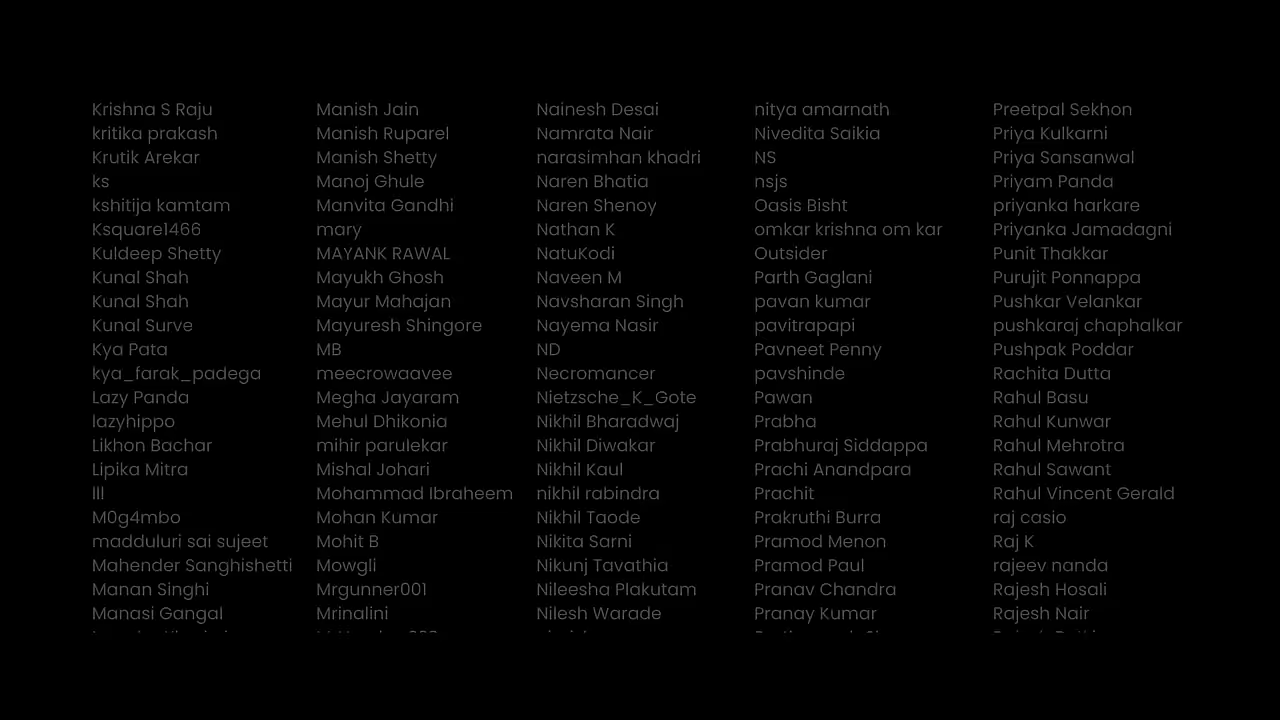 Krishna S Raju
kritika prakash
Krutik Arekar
ks
kshitija kamtam
Ksquare1466
Kuldeep Shetty
Kunal Shah
Kunal Shah
Kunal Surve
Kya Pata
kya_farak_padega
Lazy Panda
lazyhippo
Likhon Bachar
Lipika Mitra
lll
M0g4mbo
madduluri sai sujeet
Mahender Sanghishetti
Manan Singhi
Manasi Gangal
Manish Jain
Manish Ruparel
Manish Shetty
Manoj Ghule
Manvita Gandhi
mary
MAYANK RAWAL
Mayukh Ghosh
Mayur Mahajan
Mayuresh Shingore
MB
meecrowaavee
Megha Jayaram
Mehul Dhikonia
mihir parulekar
Mishal Johari
Mohammad Ibraheem
Mohan Kumar
Mohit B
Mowgli
Mrgunner001
Mrinalini
Nainesh Desai
Namrata Nair
narasimhan khadri
Naren Bhatia
Naren Shenoy
Nathan K
NatuKodi
Naveen M
Navsharan Singh
Nayema Nasir
ND
Necromancer
Nietzsche_K_Gote
Nikhil Bharadwaj
Nikhil Diwakar
Nikhil Kaul
nikhil rabindra
Nikhil Taode
Nikita Sarni
Nikunj Tavathia
Nileesha Plakutam
Nilesh Warade
nitya amarnath
Nivedita Saikia
NS
nsjs
Oasis Bisht
omkar krishna om kar
Outsider
Parth Gaglani
pavan kumar
pavitrapapi
Pavneet Penny
pavshinde
Pawan
Prabha
Prabhuraj Siddappa
Prachi Anandpara
Prachit
Prakruthi Burra
Pramod Menon
Pramod Paul
Pranav Chandra
Pranay Kumar
Preetpal Sekhon
Priya Kulkarni
Priya Sansanwal
Priyam Panda
priyanka harkare
Priyanka Jamadagni
Punit Thakkar
Purujit Ponnappa
Pushkar Velankar
pushkaraj chaphalkar
Pushpak Poddar
Rachita Dutta
Rahul Basu
Rahul Kunwar
Rahul Mehrotra
Rahul Sawant
Rahul Vincent Gerald
raj casio
Raj K
rajeev nanda
Rajesh Hosali
Rajesh Nair